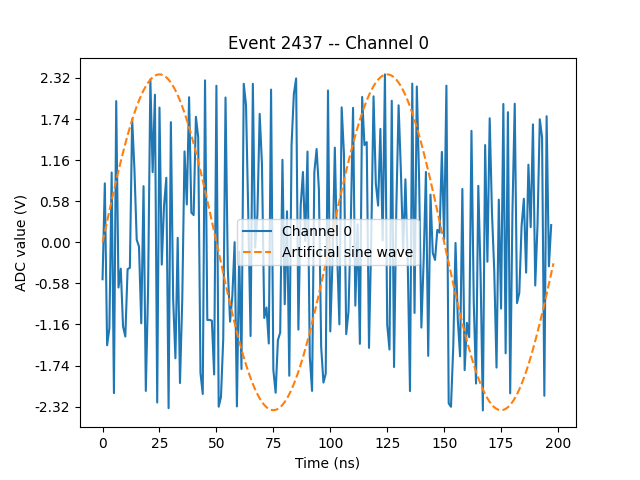 Event 2437 -- Channel 0
ADC value (V)
2.32
1.74
1.16
0.58
0.00
-0.58
-1.16
-1.74
-2.32
Channel 0
Artificial sine wave
0 25 50 75 100 125 150 175 200
Time (ns)